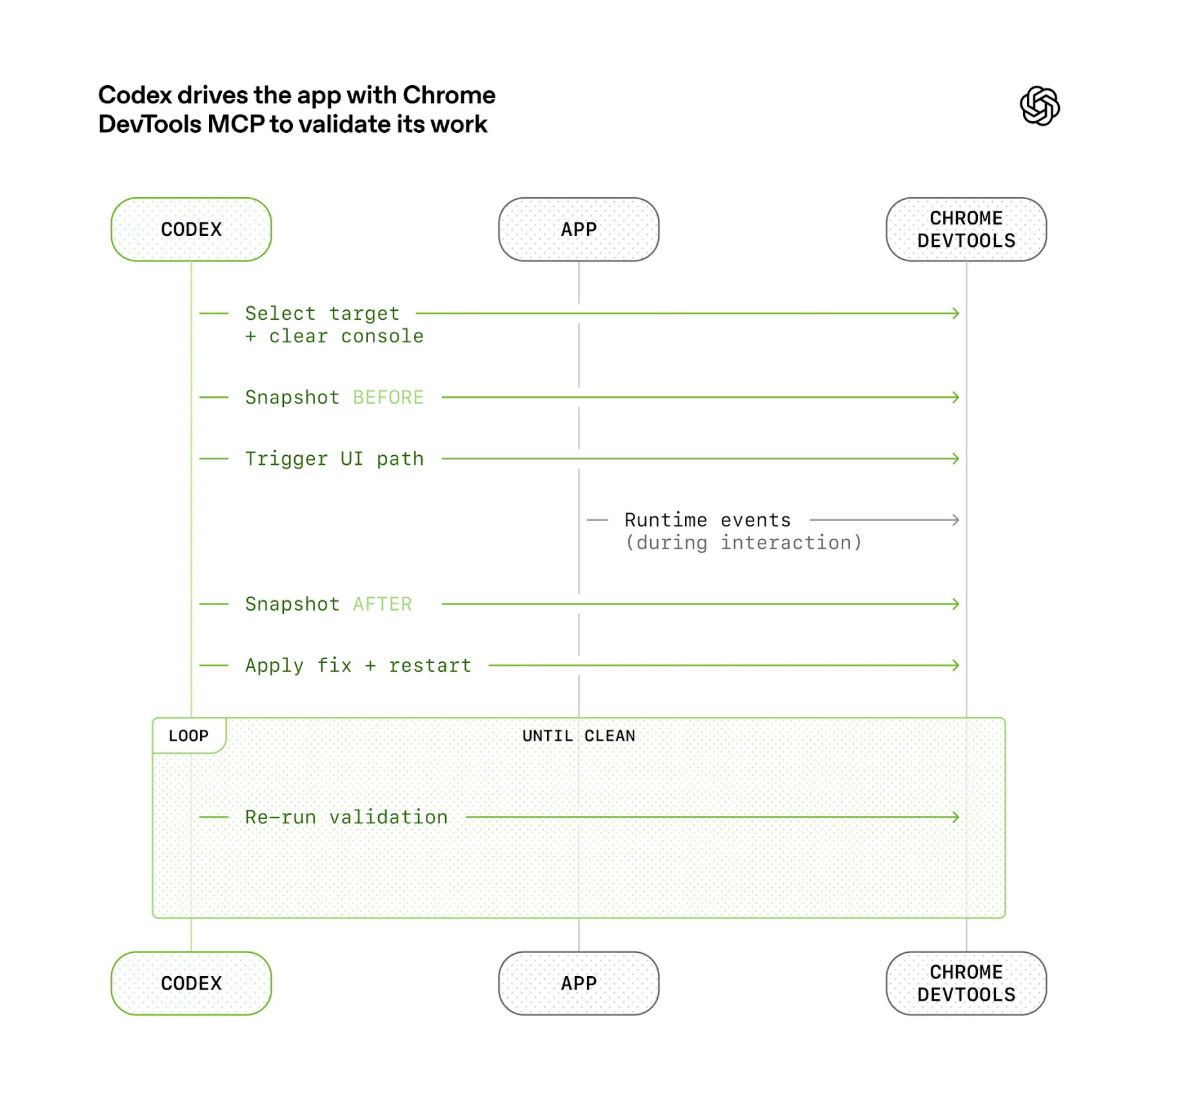 Codex drives the app with Chrome
DevTools MCP to validate its work
CODEX
APP
CHROME
DEVTOOLS
Select target
+ clear console
Snapshot BEFORE
Trigger UI path
Runtime events
(during interaction)
Snapshot AFTER
Apply fix + restart
LOOP
UNTIL CLEAN
Re-run validation
CODEX
APP
CHROME
DEVTOOLS